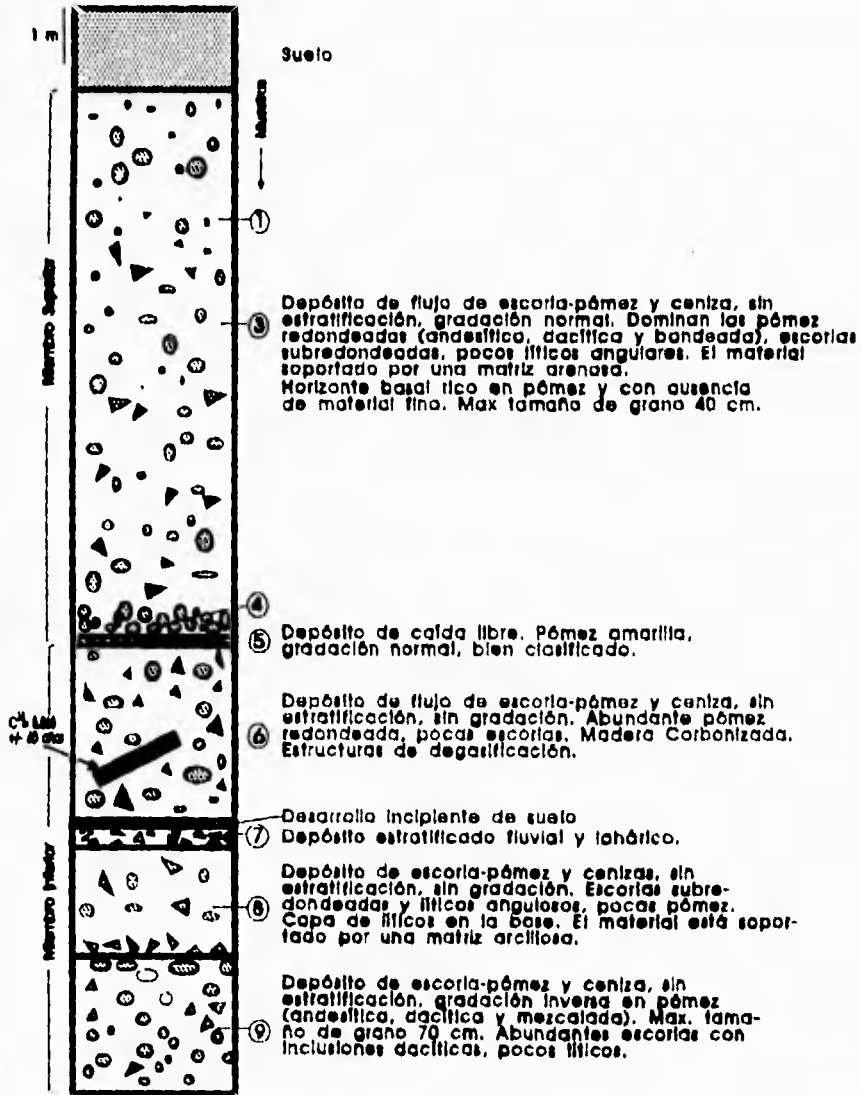 1 m
Suelo
Muestras
Miembro Superior
①
③ Depósito de flujo de escoria-pómez y ceniza, sin
estratificación, gradación normal. Dominan las pómez
redondeadas (andesítico, dacítica y bandeada), escorias
subredondeadas, pocos líticos angulares. El material
soportado por una matriz arenosa.
Horizonte basal rico en pómez y con ausencia
de material fino. Max tamaño de grano 40 cm.
④
⑤ Depósito de caída libre. Pómez amarilla,
gradación normal, bien clasificado.
⑥ Depósito de flujo de escoria-pómez y ceniza, sin
estratificación, sin gradación. Abundante pómez
redondeada, pocas escorias. Madera Carbonizada.
Estructuras de degasificación.
Miembro Inferior
Desarrollo incipiente de suelo
⑦ Depósito estratificado fluvial y lahárico.
⑧ Depósito de escoria-pómez y cenizas, sin
estratificación, sin gradación. Escorias subre-
dondeadas y líticos angulosos, pocas pómez.
Capa de líticos en la base. El material está sopor-
tado por una matriz arcillosa.
⑨ Depósito de escoria-pómez y ceniza, sin
estratificación, gradación inversa en pómez
(andesítica, dacítica y mezcalada). Max. tama-
ño de grano 70 cm. Abundantes escorias con
inclusiones dacíticas, pocos líticos.